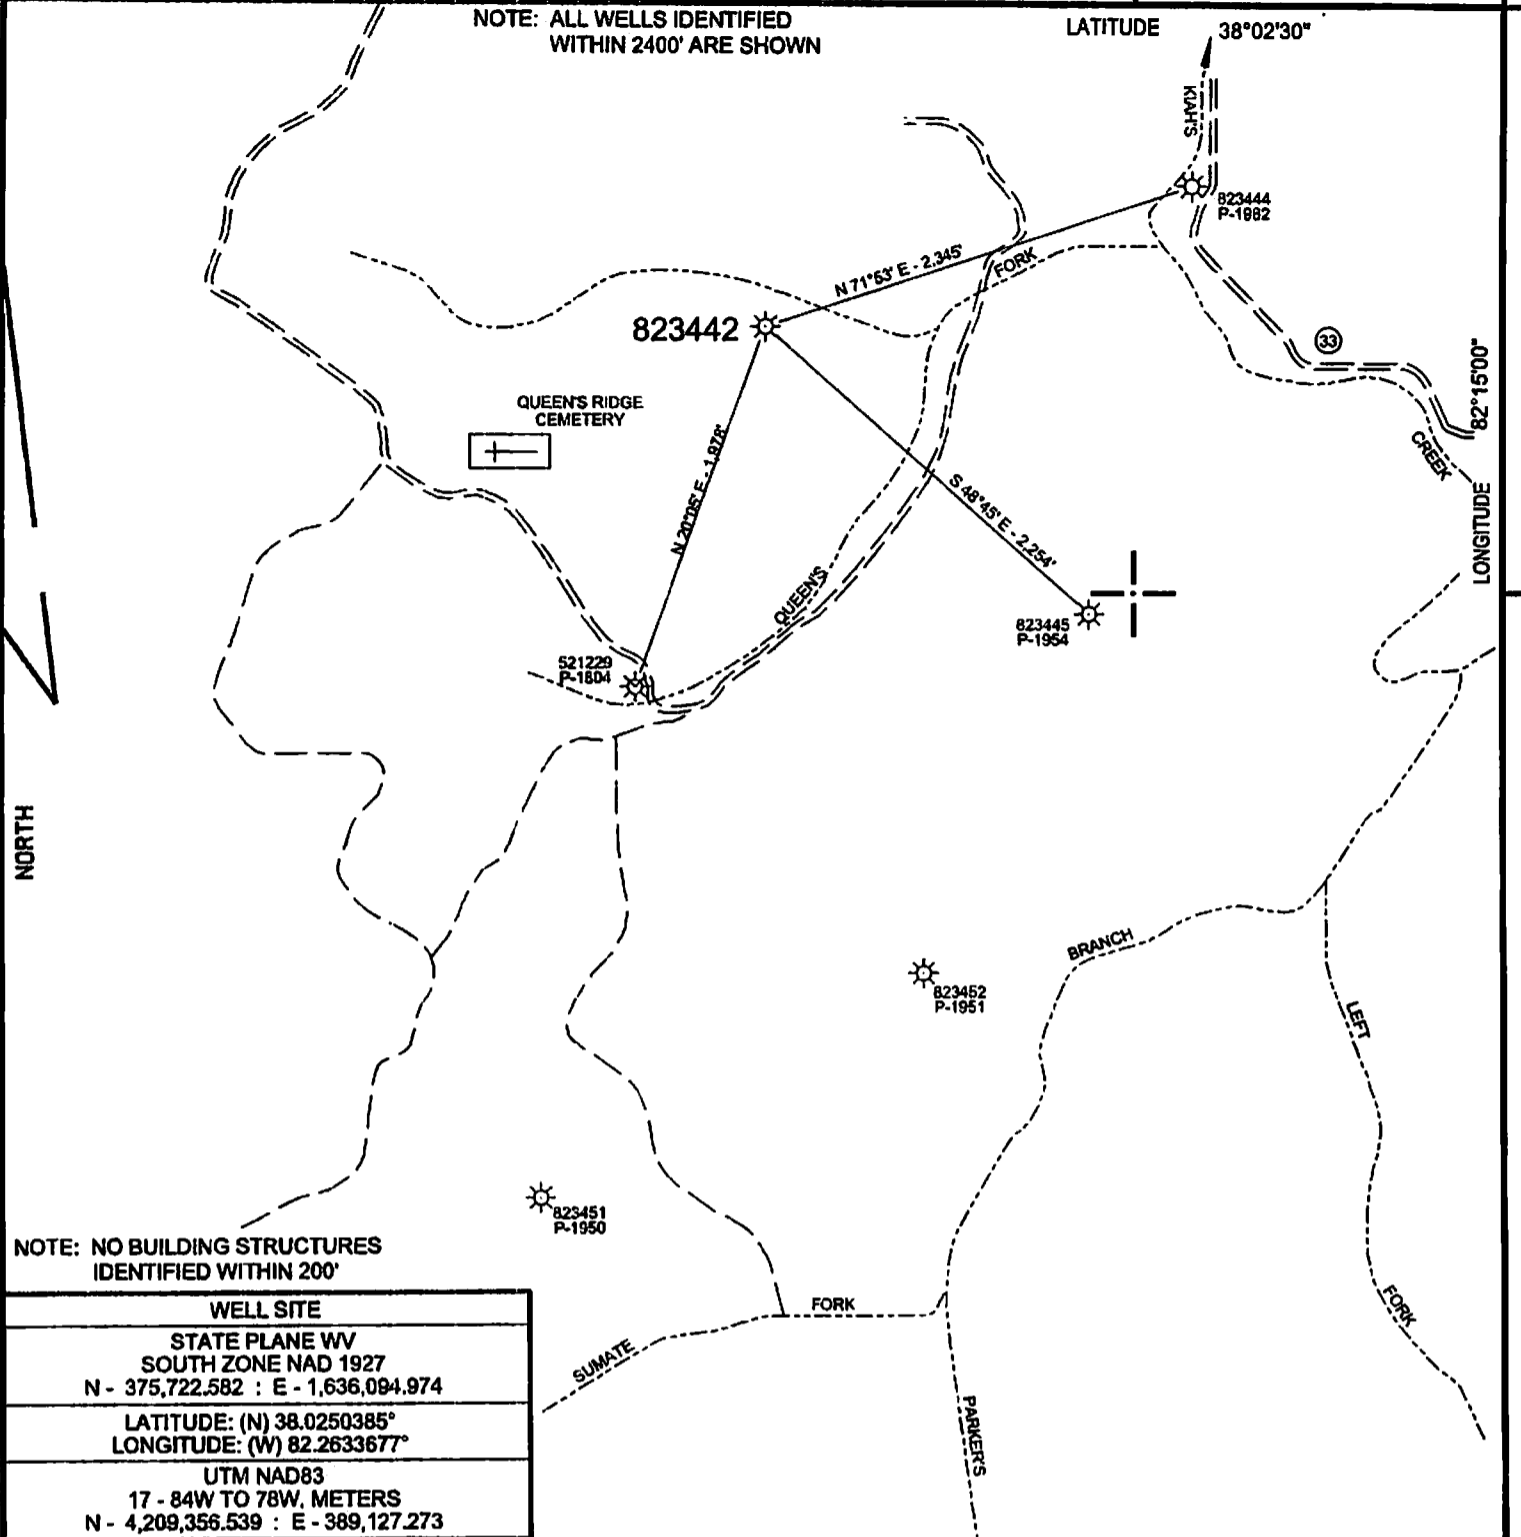 NOTE: ALL WELLS IDENTIFIED
WITHIN 2400' ARE SHOWN
LATITUDE 38°02'30"
KIAH'S
823444
P-1982
N 71°53' E - 2,345'
FORK
823442
33
82°15'00"
LONGITUDE
QUEEN'S RIDGE
CEMETERY
CREEK
N 20°05' E - 1,978'
S 48°45' E - 2,254'
QUEEN'S
823445
P-1954
521229
P-1804
NORTH
BRANCH
823452
P-1951
LEFT
823451
P-1950
NOTE: NO BUILDING STRUCTURES
IDENTIFIED WITHIN 200'
FORK
FORK
SUMATE
PARKER'S
WELL SITE
STATE PLANE WV
SOUTH ZONE NAD 1927
N - 375,722.582 : E - 1,636,094.974
LATITUDE: (N) 38.0250385°
LONGITUDE: (W) 82.2633677°
UTM NAD83
17 - 84W TO 78W, METERS
N - 4,209,356.539 : E - 389,127.273